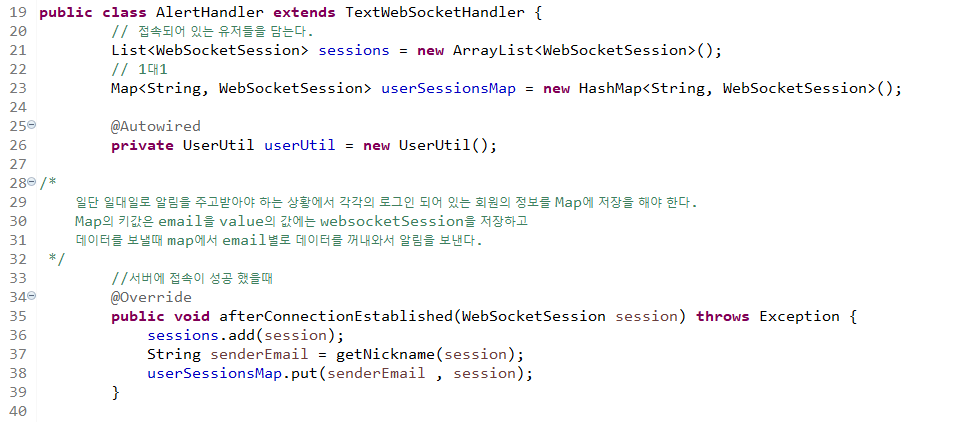 19 public class AlertHandler extends TextWebSocketHandler {
20 // 접속되어 있는 유저들을 담는다.
21 List<WebSocketSession> sessions = new ArrayList<WebSocketSession>();
22 // 1대1
23 Map<String, WebSocketSession> userSessionsMap = new HashMap<String, WebSocketSession>();
24
25 @Autowired
26 private UserUtil userUtil = new UserUtil();
27
28 /*
29 일단 일대일로 알림을 주고받아야 하는 상황에서 각각의 로그인 되어 있는 회원의 정보를 Map에 저장을 해야 한다.
30 Map의 키값은 email을 value의 값에는 websocketSession을 저장하고
31 데이터를 보낼때 map에서 email별로 데이터를 꺼내와서 알림을 보낸다.
32 */
33 //서버에 접속이 성공 했을때
34 @Override
35 public void afterConnectionEstablished(WebSocketSession session) throws Exception {
36 sessions.add(session);
37 String senderEmail = getNickname(session);
38 userSessionsMap.put(senderEmail , session);
39 }
40